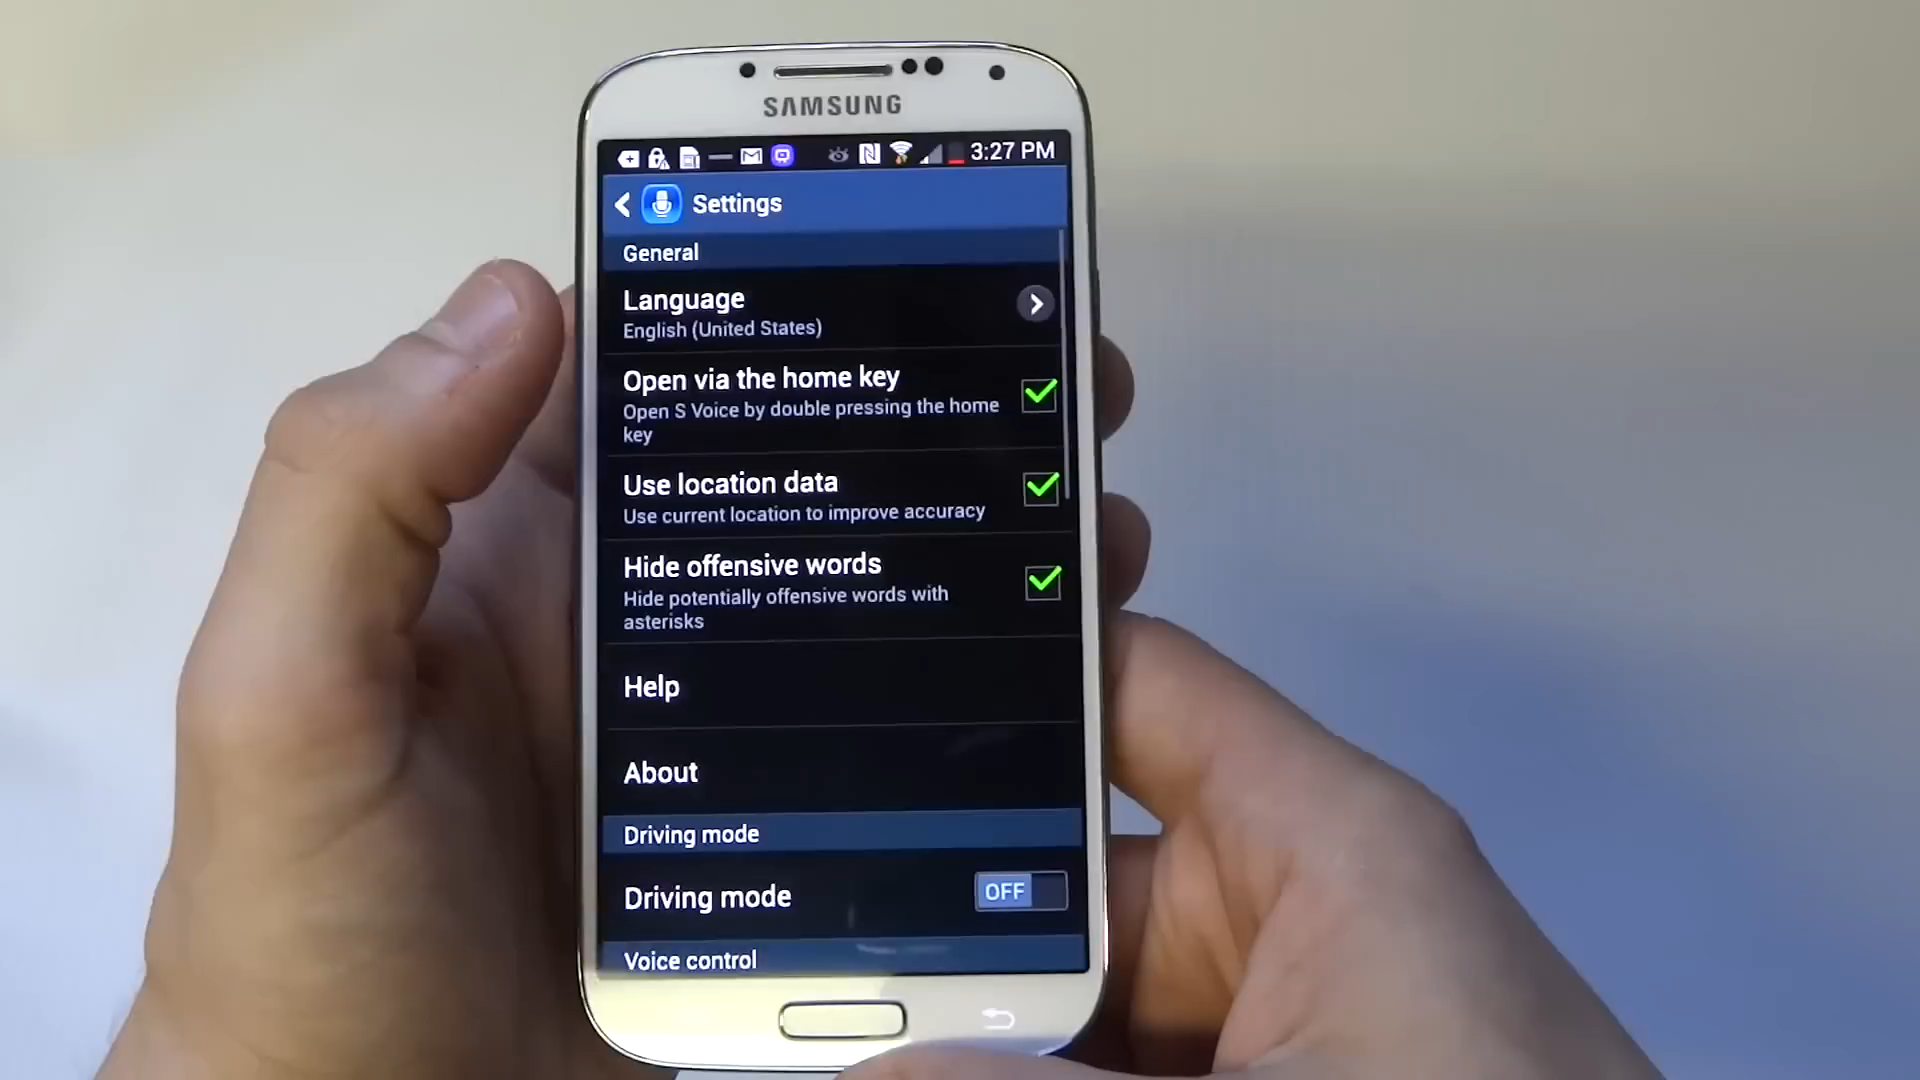 SAMSUNG
3:27 PM
Settings
General
Language
English (United States)
Open via the home key
Open S Voice by double pressing the home
key
Use location data
Use current location to improve accuracy
Hide offensive words
Hide potentially offensive words with
asterisks
Help
About
Driving mode
Driving mode
OFF
Voice control